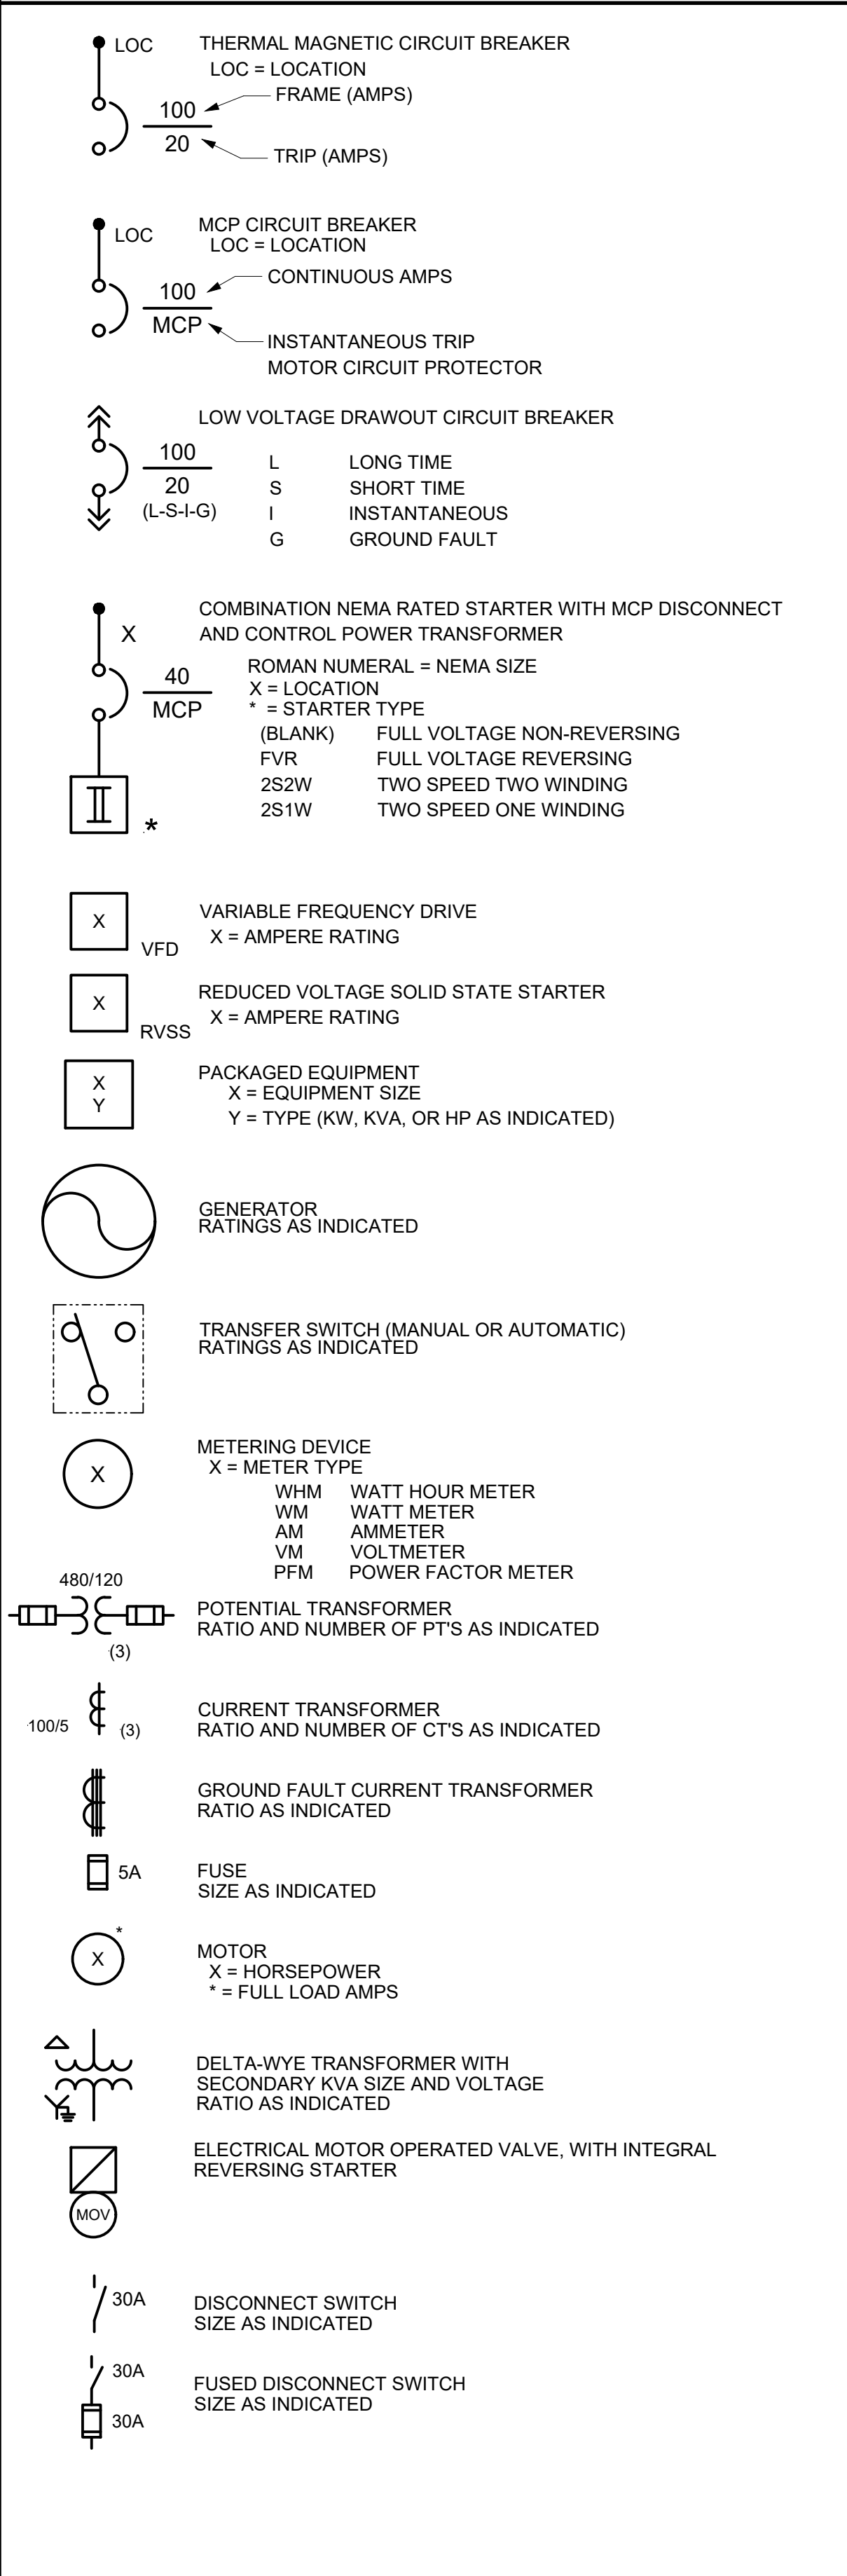 LOC THERMAL MAGNETIC CIRCUIT BREAKER
LOC = LOCATION
FRAME (AMPS)
100
20
TRIP (AMPS)
MCP CIRCUIT BREAKER
LOC
LOC = LOCATION
CONTINUOUS AMPS
100
MCP
INSTANTANEOUS TRIP
MOTOR CIRCUIT PROTECTOR
LOW VOLTAGE DRAWOUT CIRCUIT BREAKER
100
20
(L-S-I-G)
L LONG TIME
S SHORT TIME
I INSTANTANEOUS
G GROUND FAULT
COMBINATION NEMA RATED STARTER WITH MCP DISCONNECT
X AND CONTROL POWER TRANSFORMER
40
MCP
ROMAN NUMERAL = NEMA SIZE
X = LOCATION
* = STARTER TYPE
(BLANK) FULL VOLTAGE NON-REVERSING
FVR FULL VOLTAGE REVERSING
2S2W TWO SPEED TWO WINDING
2S1W TWO SPEED ONE WINDING
II
*
X
VFD
VARIABLE FREQUENCY DRIVE
X = AMPERE RATING
X
RVSS
REDUCED VOLTAGE SOLID STATE STARTER
X = AMPERE RATING
X
Y
PACKAGED EQUIPMENT
X = EQUIPMENT SIZE
Y = TYPE (KW, KVA, OR HP AS INDICATED)
GENERATOR
RATINGS AS INDICATED
TRANSFER SWITCH (MANUAL OR AUTOMATIC)
RATINGS AS INDICATED
X
METERING DEVICE
X = METER TYPE
WHM WATT HOUR METER
WM WATT METER
AM AMMETER
VM VOLTMETER
PFM POWER FACTOR METER
480/120
(3)
POTENTIAL TRANSFORMER
RATIO AND NUMBER OF PT'S AS INDICATED
100/5 (3)
CURRENT TRANSFORMER
RATIO AND NUMBER OF CT'S AS INDICATED
GROUND FAULT CURRENT TRANSFORMER
RATIO AS INDICATED
5A
FUSE
SIZE AS INDICATED
*
X
MOTOR
X = HORSEPOWER
* = FULL LOAD AMPS
DELTA-WYE TRANSFORMER WITH
SECONDARY KVA SIZE AND VOLTAGE
RATIO AS INDICATED
ELECTRICAL MOTOR OPERATED VALVE, WITH INTEGRAL
REVERSING STARTER
MOV
30A
DISCONNECT SWITCH
SIZE AS INDICATED
30A
30A
FUSED DISCONNECT SWITCH
SIZE AS INDICATED